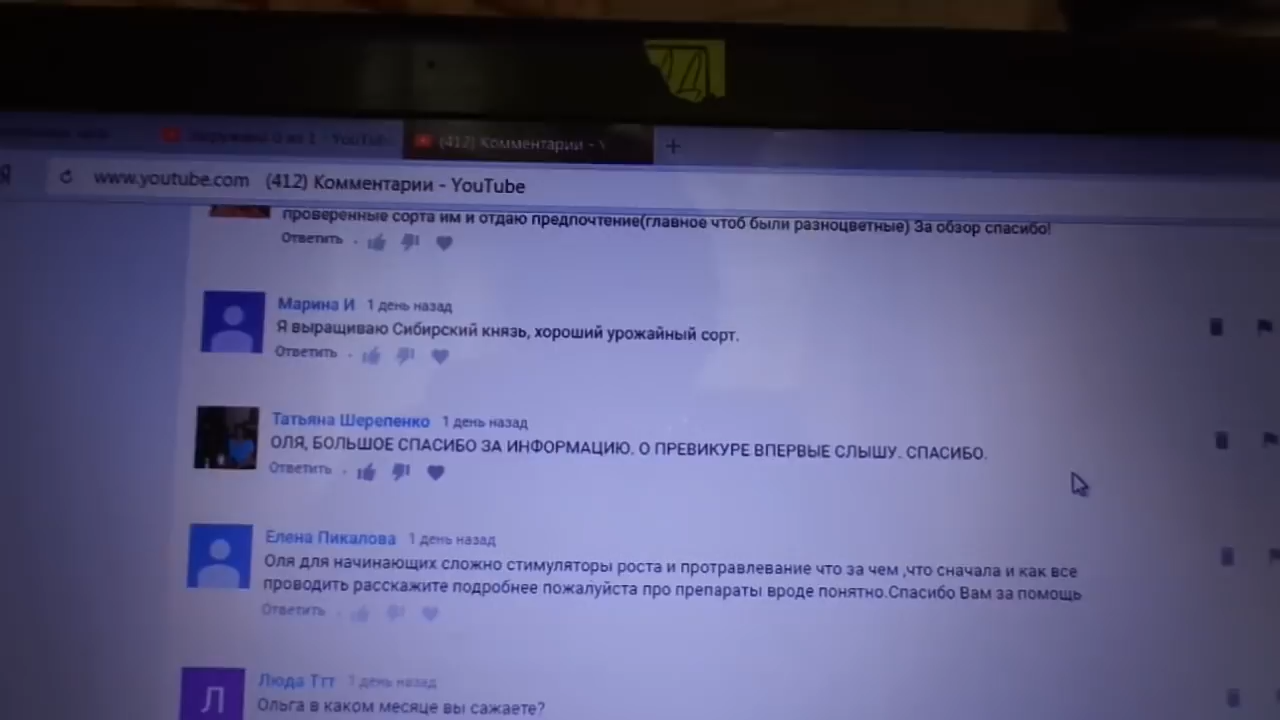 (412) Комментарии - Y
www.youtube.com (412) Комментарии - YouTube
проверенные сорта им и отдаю предпочтение(главное чтоб были разноцветные) За обзор спасибо!
Ответить
Марина И 1 день назад
Я выращиваю Сибирский князь, хороший урожайный сорт.
Ответить
Татьяна Шерепенко 1 день назад
ОЛЯ, БОЛЬШОЕ СПАСИБО ЗА ИНФОРМАЦИЮ. О ПРЕВИКУРЕ ВПЕРВЫЕ СЛЫШУ. СПАСИБО.
Ответить
Елена Пикалова 1 день назад
Оля для начинающих сложно стимуляторы роста и протравлевание что за чем ,что сначала и как все
проводить расскажите подробнее пожалуйста про препараты вроде понятно.Спасибо Вам за помощь
Ответить
Л
Люда Ттт 1 день назад
Ольга в каком месяце вы сажаете?